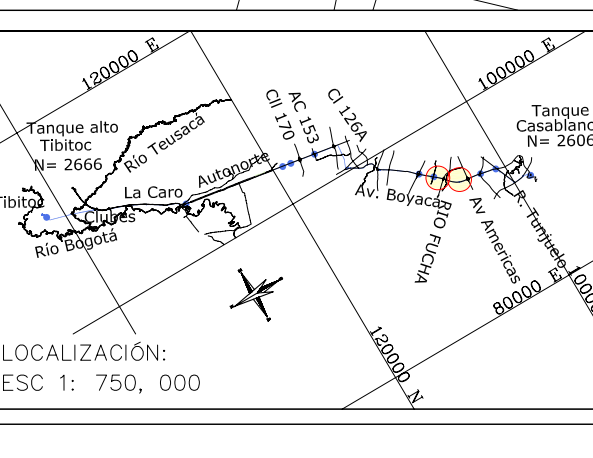 120000 E
100000 E
Tanque alto
Tibitoc
N= 2666
Río Teusacá
Cll 170
AC 153
Cl 126A
Tanque
Casablanc
N= 2606
Tibitoc
La Caro
Autonorte
Clubes
Río Bogotá
Av. Boyacá
RIO FUCHA
Av Americas
R. Tunjuelo
80000 E
1000
120000 N
LOCALIZACIÓN:
ESC 1: 750, 000